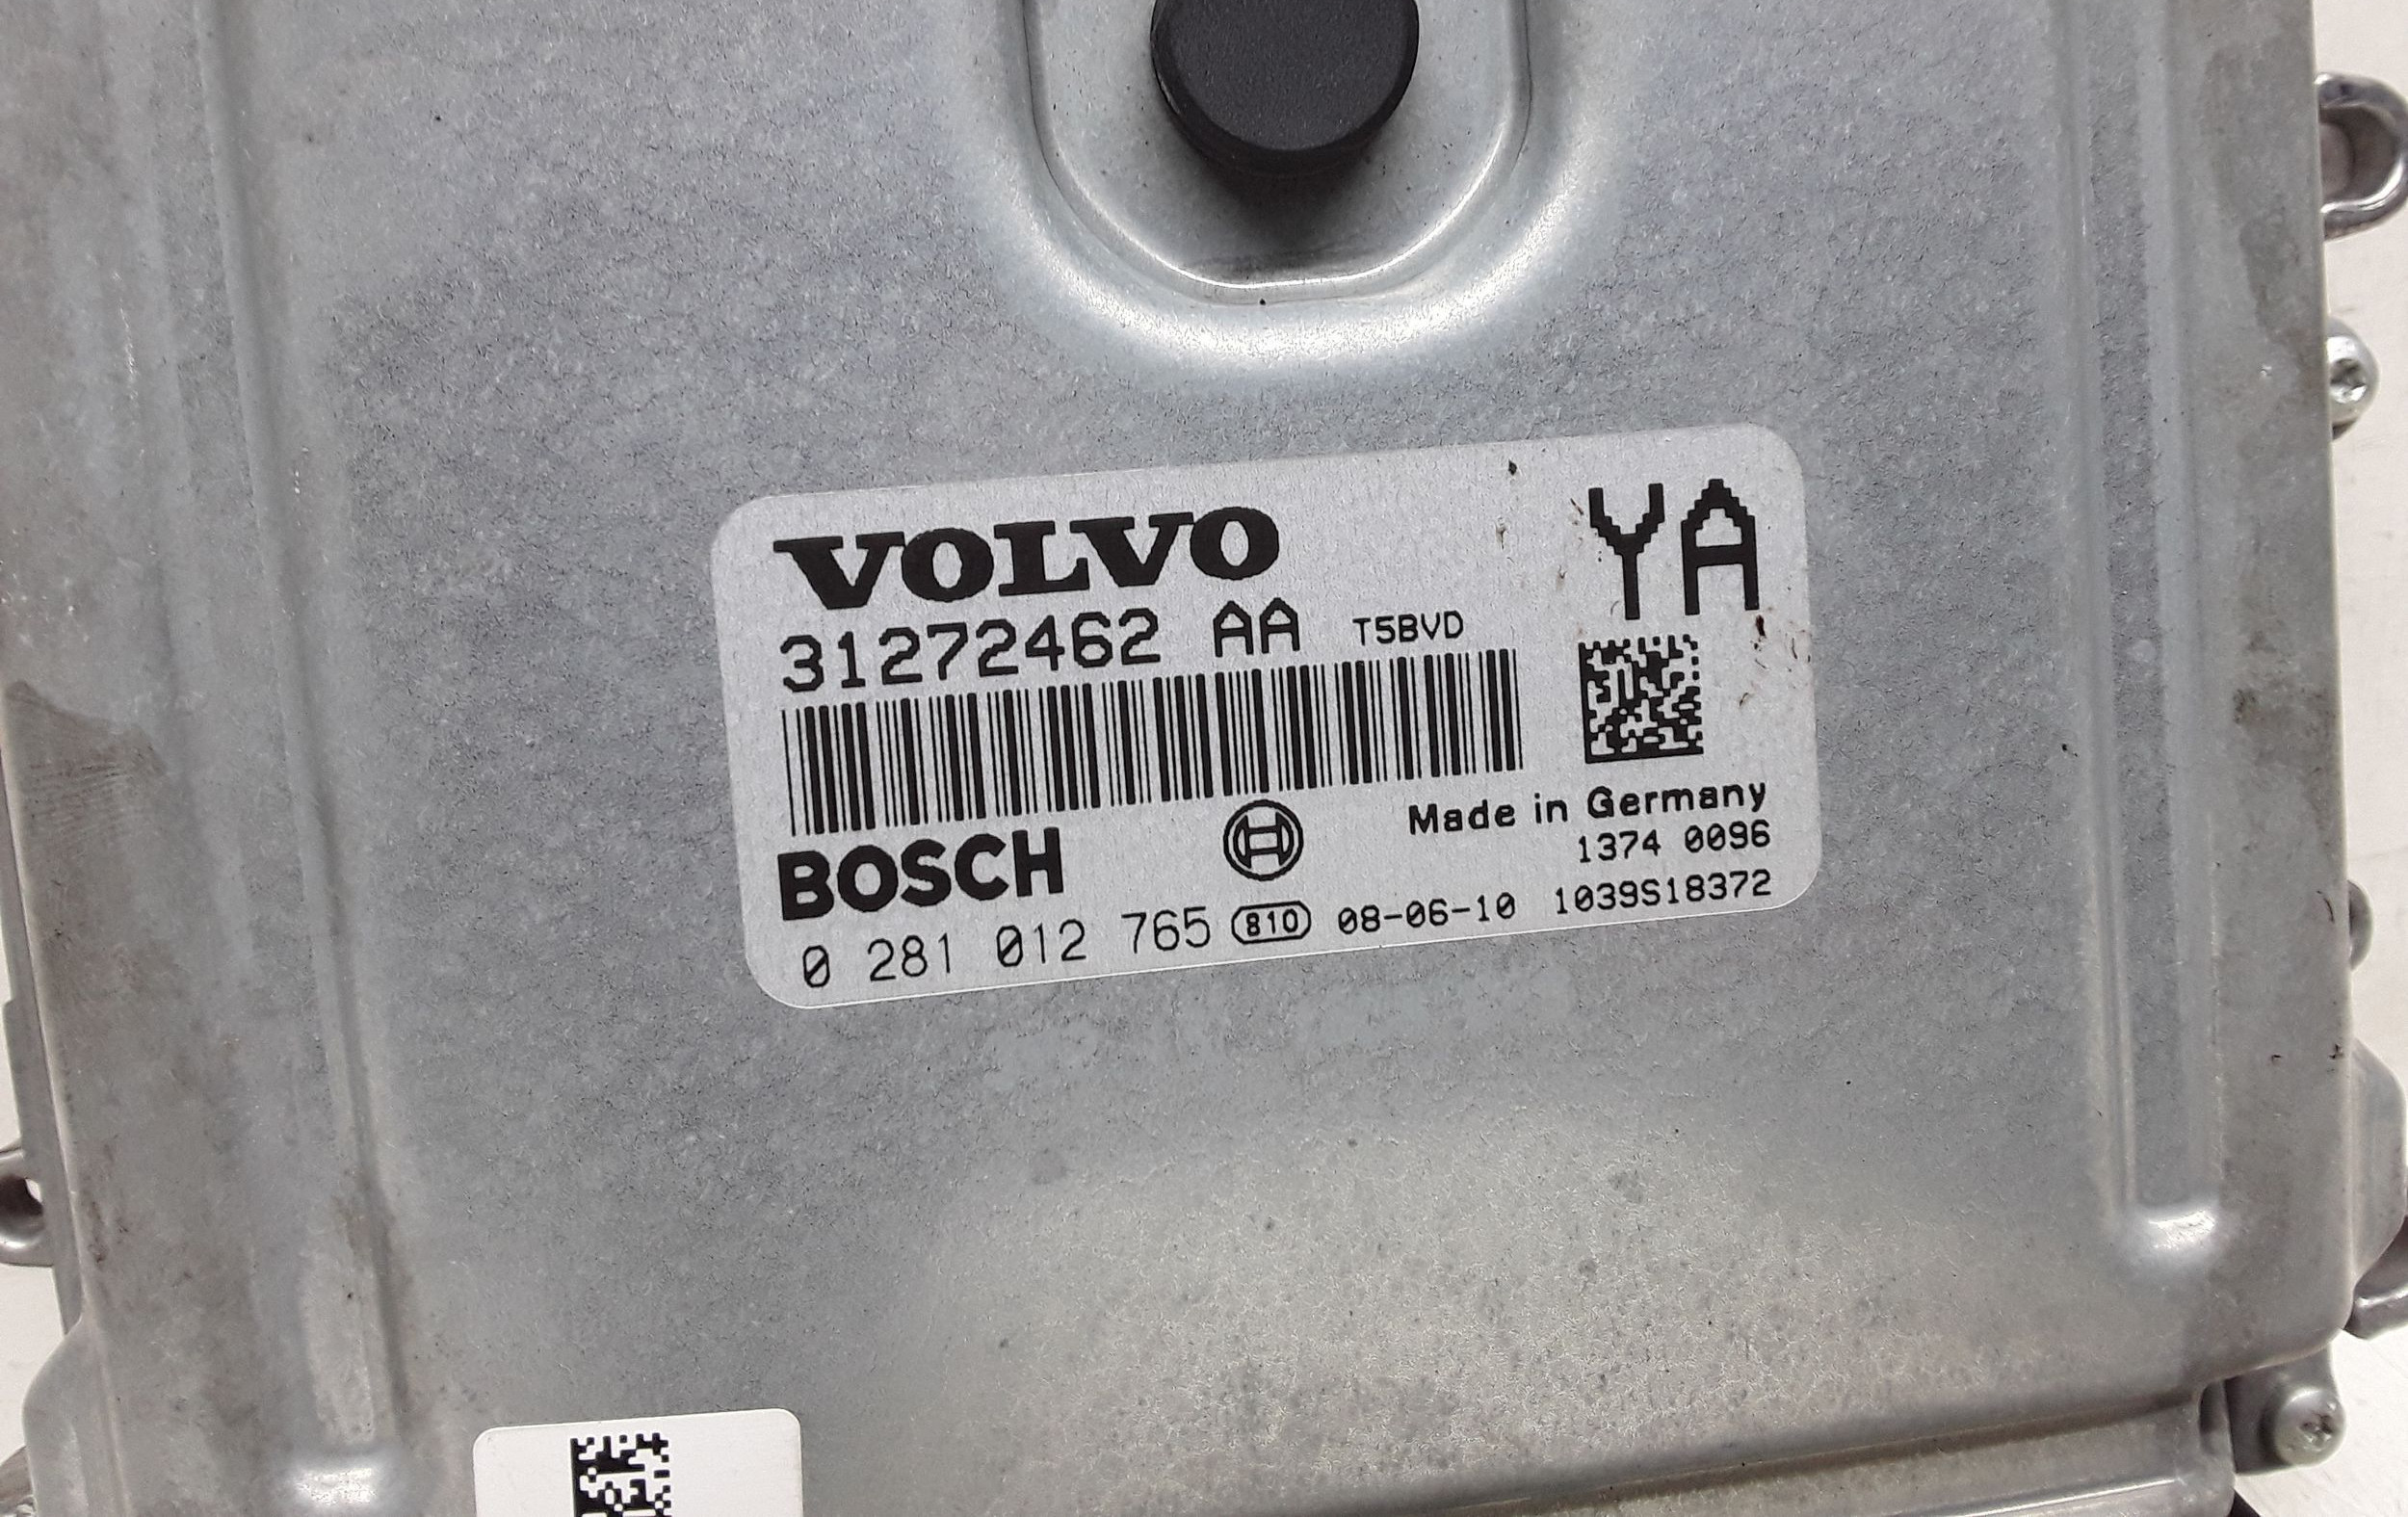 VOLVO
YA
31272462 AA T5BVD
Made in Germany
BOSCH
1374 0096
0 281 012 765 810 08-06-10 1039S18372